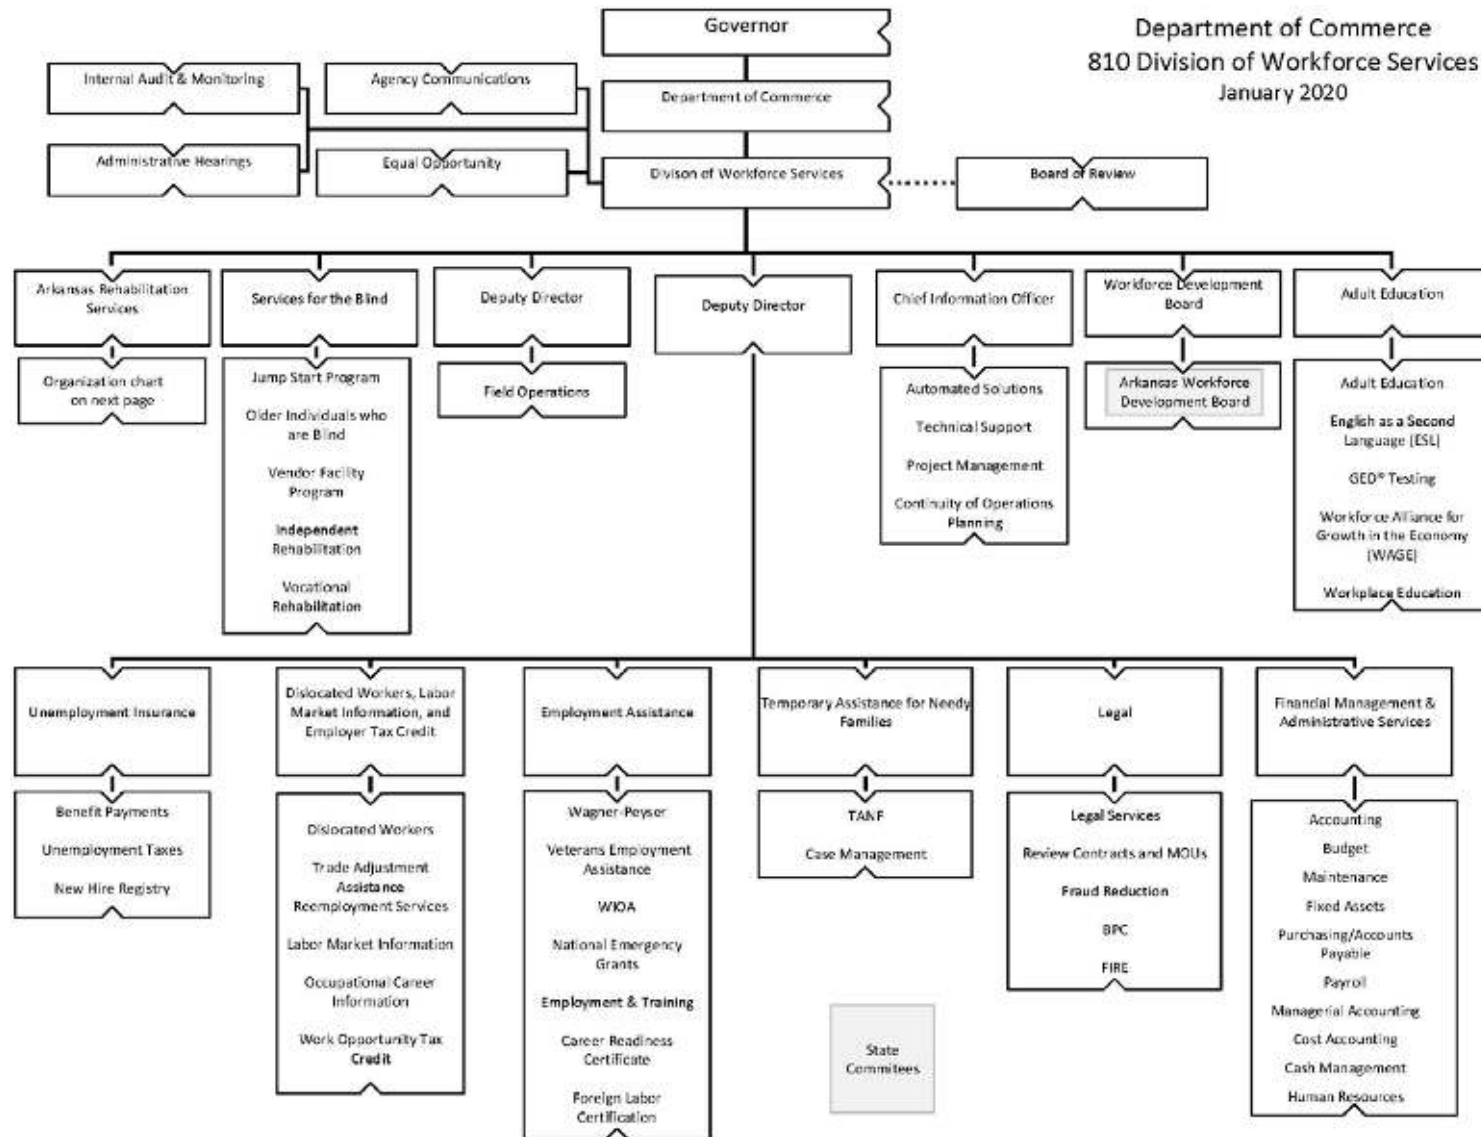 Governor
Department of Commerce
810 Division of Workforce Services
January 2020
Internal Audit & Monitoring
Agency Communications
Department of Commerce
Administrative Hearings
Equal Opportunity
Divison of Workforce Services
Board of Review
Arkansas Rehabilitation
Services
Services for the Blind
Deputy Director
Deputy Director
Chief Information Officer
Workforce Development
Board
Adult Education
Organization chart
on next page
Jump Start Program
Older Individuals who
are Blind
Vendor Facility
Program
Independent
Rehabilitation
Vocational
Rehabilitation
Field Operations
Automated Solutions
Technical Support
Project Management
Continuity of Operations
Planning
Arkansas Workforce
Development Board
Adult Education
English as a Second
Language (ESL)
GED® Testing
Workforce Alliance for
Growth in the Economy
(WAGE)
Workplace Education
Unemployment Insurance
Dislocated Workers, Labor
Market Information, and
Employer Tax Credit
Employment Assistance
Temporary Assistance for Needy
Families
Legal
Financial Management &
Administrative Services
Benefit Payments
Unemployment Taxes
New Hire Registry
Dislocated Workers
Trade Adjustment
Assistance
Reemployment Services
Labor Market Information
Occupational Career
Information
Work Opportunity Tax
Credit
Wagner-Peyser
Veterans Employment
Assistance
WIOA
National Emergency
Grants
Employment & Training
Career Readiness
Certificate
Foreign Labor
Certification
TANF
Case Management
Legal Services
Review Contracts and MOUs
Fraud Reduction
BPC
FIRE
Accounting
Budget
Maintenance
Fixed Assets
Purchasing/Accounts
Payable
Payroll
Managerial Accounting
Cost Accounting
Cash Management
Human Resources
State
Commitees